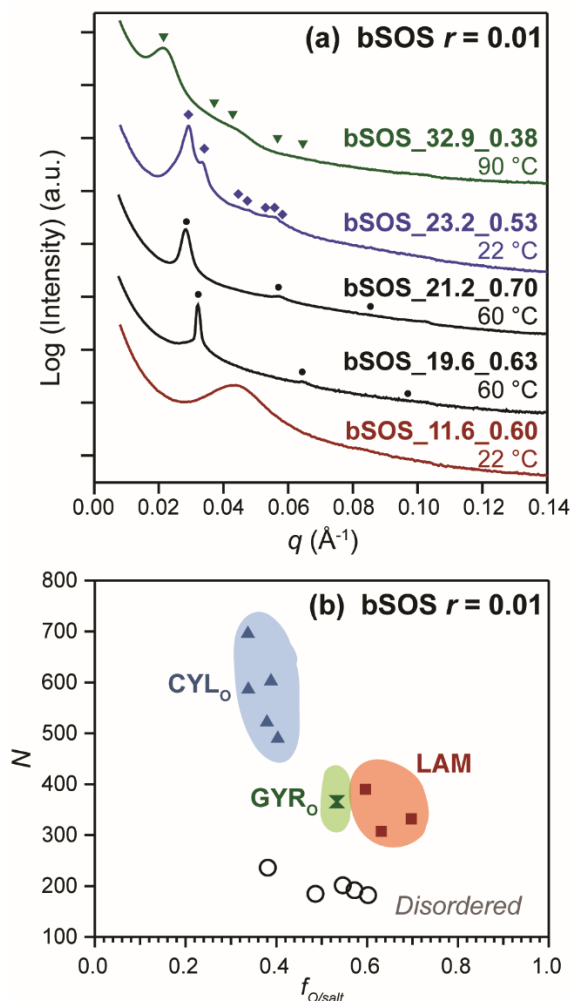 (a) bSOS r = 0.01
bSOS_32.9_0.38
90 °C
bSOS_23.2_0.53
22 °C
bSOS_21.2_0.70
60 °C
bSOS_19.6_0.63
60 °C
bSOS_11.6_0.60
22 °C
Log (Intensity) (a.u.)
0.00 0.02 0.04 0.06 0.08 0.10 0.12 0.14
q (Å⁻¹)
(b) bSOS r = 0.01
800
700
600
500
400
300
200
100
N
CYL_O
GYR_O
LAM
Disordered
0.0 0.2 0.4 0.6 0.8 1.0
f_O/salt